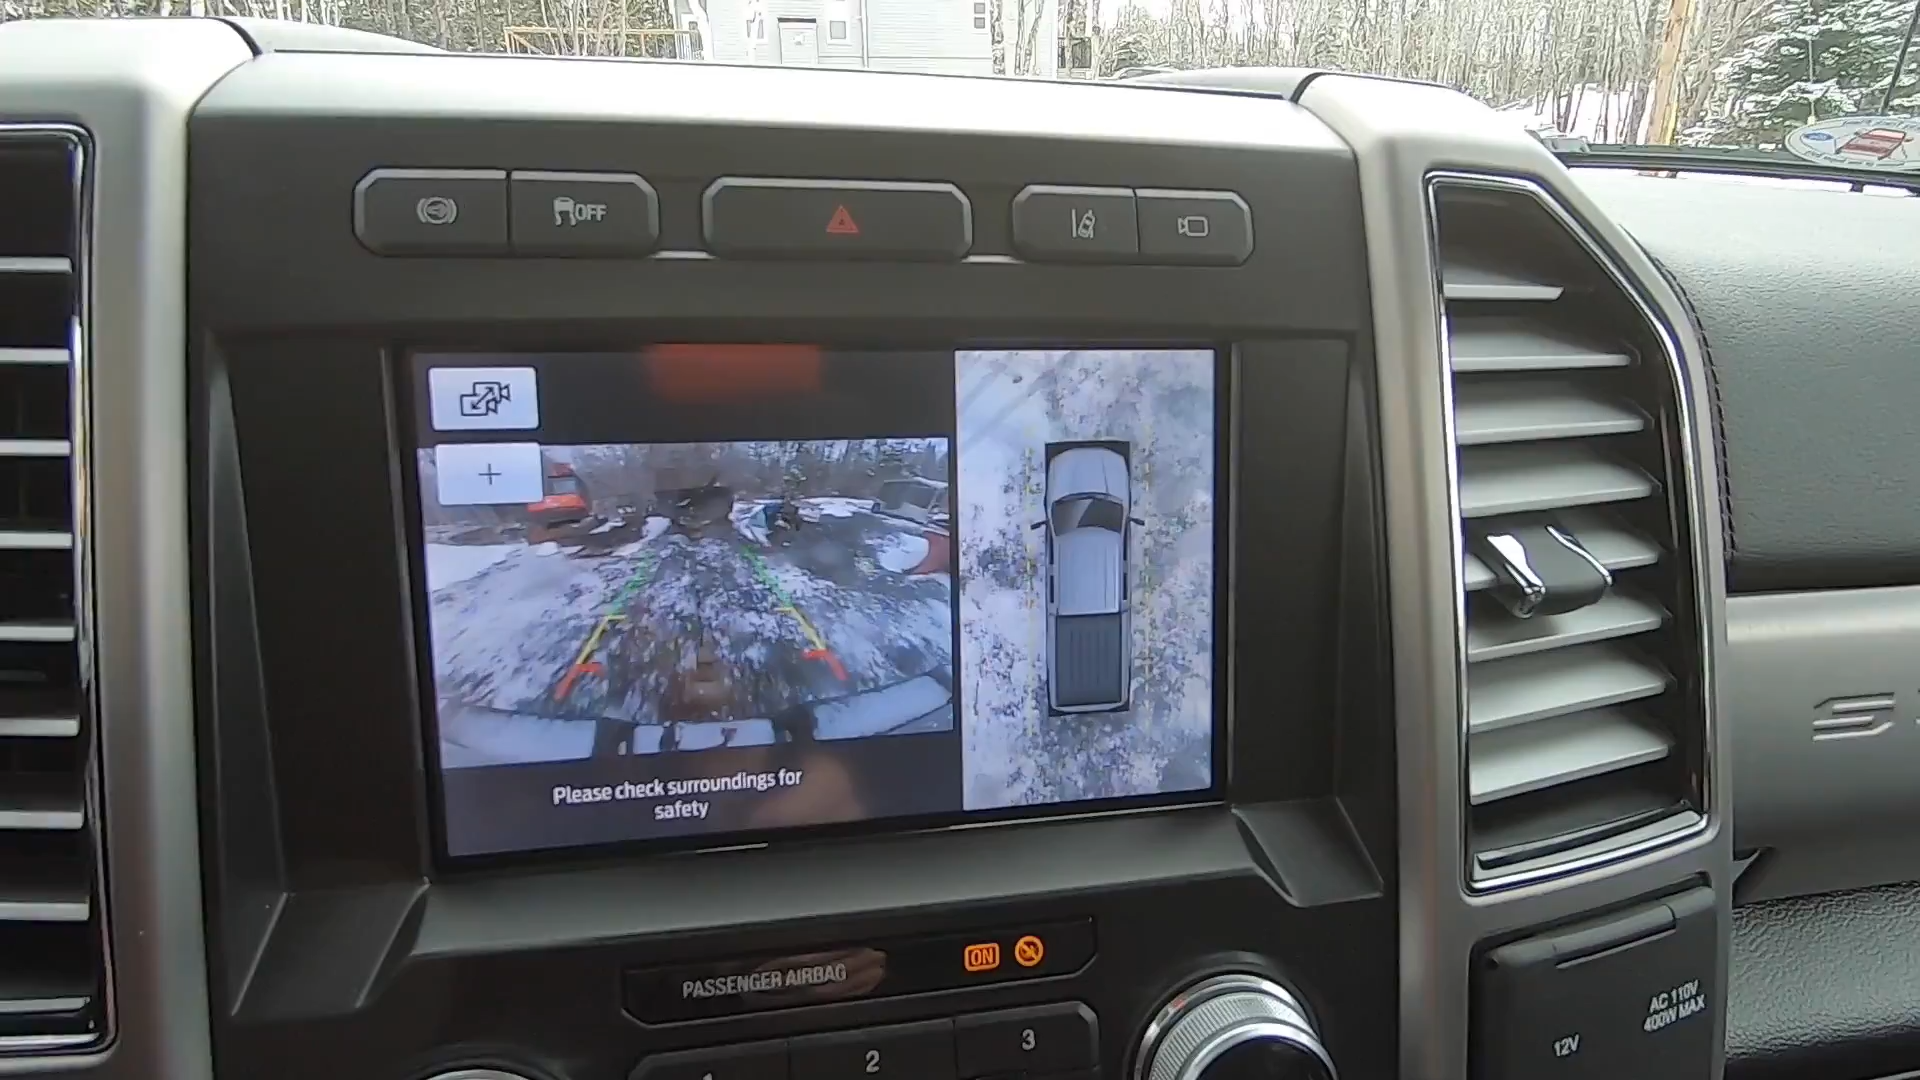 OFF
+
Please check surroundings for
safety
PASSENGER AIRBAG
ON
2
3
S
AC 110V
400W MAX
12V